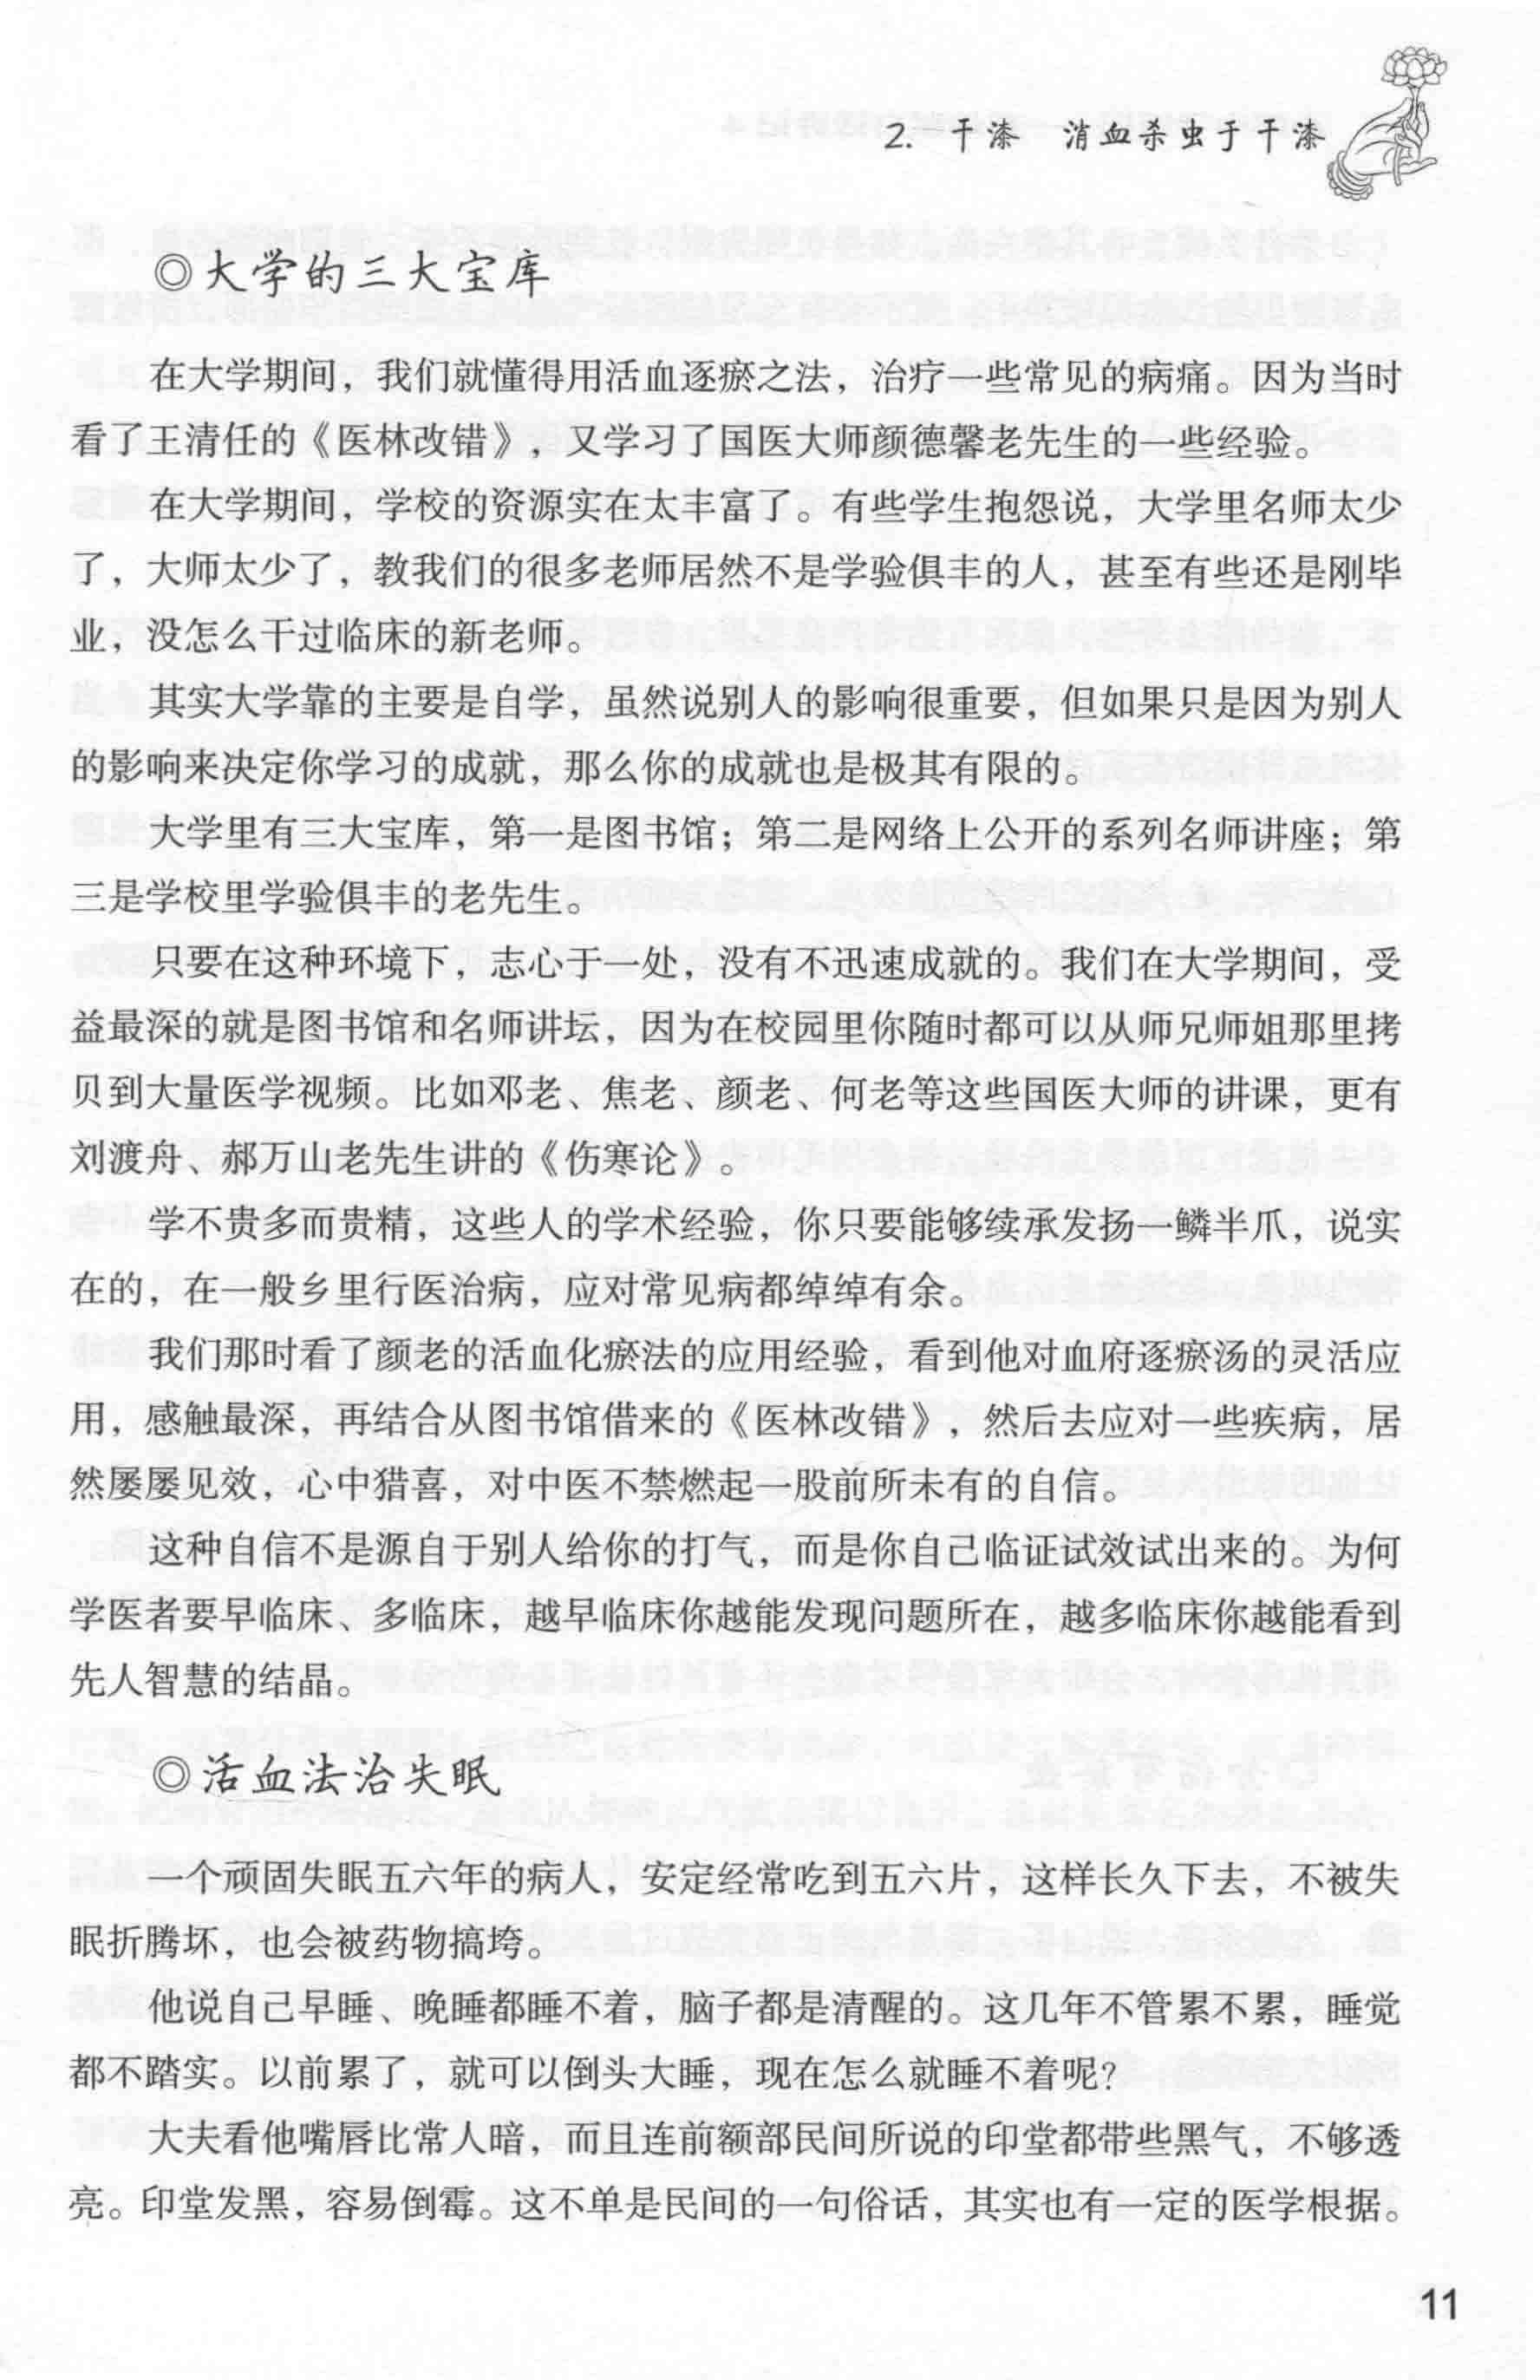 2. 干漆　消血杀虫于干漆
◎大学的三大宝库
在大学期间，我们就懂得用活血逐瘀之法，治疗一些常见的病痛。因为当时
看了王清任的《医林改错》，又学习了国医大师颜德馨老先生的一些经验。
在大学期间，学校的资源实在太丰富了。有些学生抱怨说，大学里名师太少
了，大师太少了，教我们的很多老师居然不是学验俱丰的人，甚至有些还是刚毕
业，没怎么干过临床的新老师。
其实大学靠的主要是自学，虽然说别人的影响很重要，但如果只是因为别人
的影响来决定你学习的成就，那么你的成就也是极其有限的。
大学里有三大宝库，第一是图书馆；第二是网络上公开的系列名师讲座；第
三是学校里学验俱丰的老先生。
只要在这种环境下，志心于一处，没有不迅速成就的。我们在大学期间，受
益最深的就是图书馆和名师讲坛，因为在校园里你随时都可以从师兄师姐那里拷
贝到大量医学视频。比如邓老、焦老、颜老、何老等这些国医大师的讲课，更有
刘渡舟、郝万山老先生讲的《伤寒论》。
学不贵多而贵精，这些人的学术经验，你只要能够续承发扬一鳞半爪，说实
在的，在一般乡里行医治病，应对常见病都绰绰有余。
我们那时看了颜老的活血化瘀法的应用经验，看到他对血府逐瘀汤的灵活应
用，感触最深，再结合从图书馆借来的《医林改错》，然后去应对一些疾病，居
然屡屡见效，心中猎喜，对中医不禁燃起一股前所未有的自信。
这种自信不是源自于别人给你的打气，而是你自己临证试效试出来的。为何
学医者要早临床、多临床，越早临床你越能发现问题所在，越多临床你越能看到
先人智慧的结晶。
◎活血法治失眠
一个顽固失眠五六年的病人，安定经常吃到五六片，这样长久下去，不被失
眠折腾坏，也会被药物搞垮。
他说自己早睡、晚睡都睡不着，脑子都是清醒的。这几年不管累不累，睡觉
都不踏实。以前累了，就可以倒头大睡，现在怎么就睡不着呢？
大夫看他嘴唇比常人暗，而且连前额部民间所说的印堂都带些黑气，不够透
亮。印堂发黑，容易倒霉。这不单是民间的一句俗话，其实也有一定的医学根据。
11